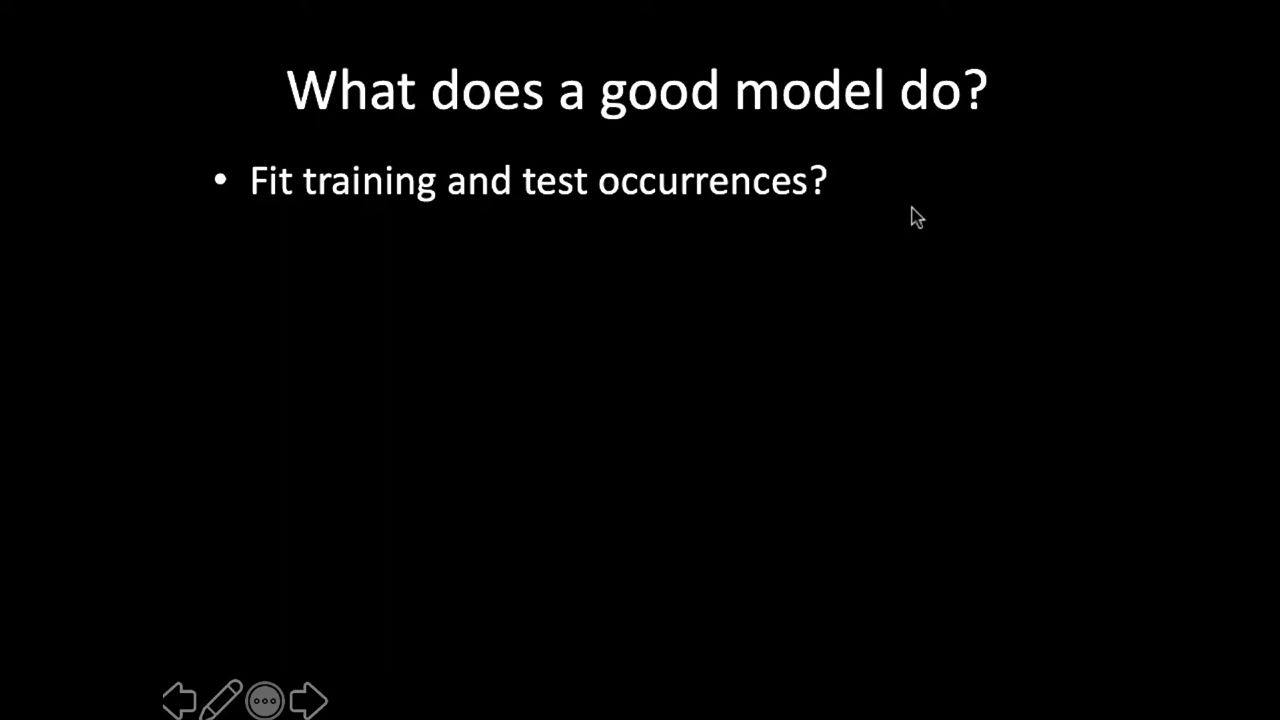 What does a good model do?
• Fit training and test occurrences?